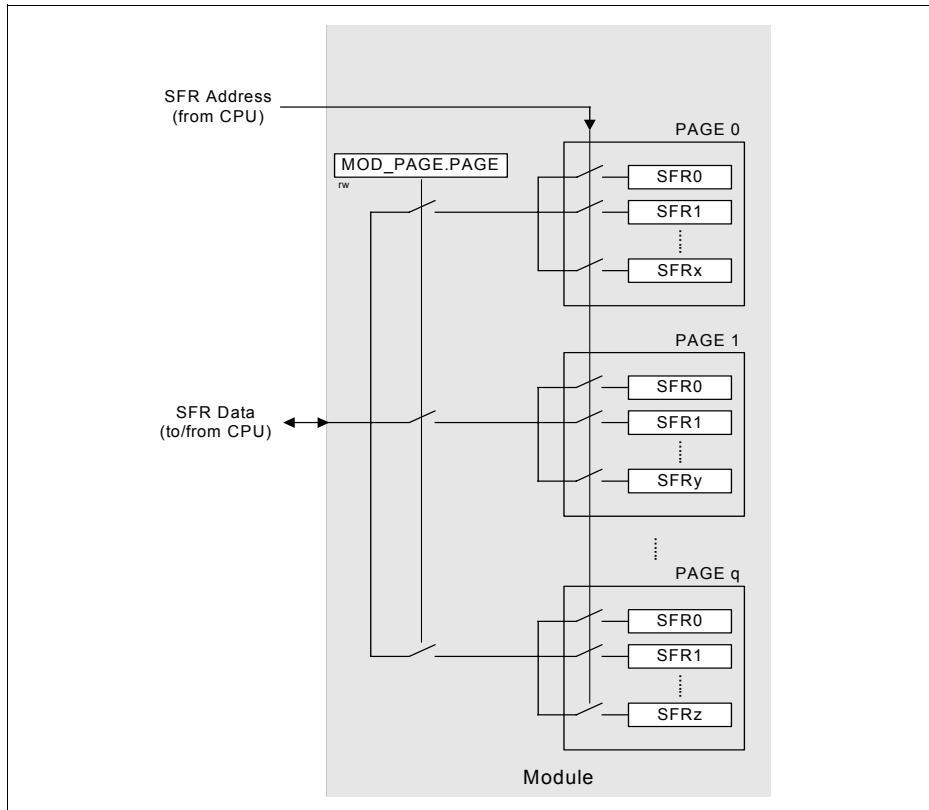 SFR Address
(from CPU)
PAGE 0
MOD_PAGE.PAGE
rw
SFR0
SFR1
SFRx
PAGE 1
SFR0
SFR Data
(to/from CPU)
SFR1
SFRy
PAGE q
SFR0
SFR1
SFRz
Module